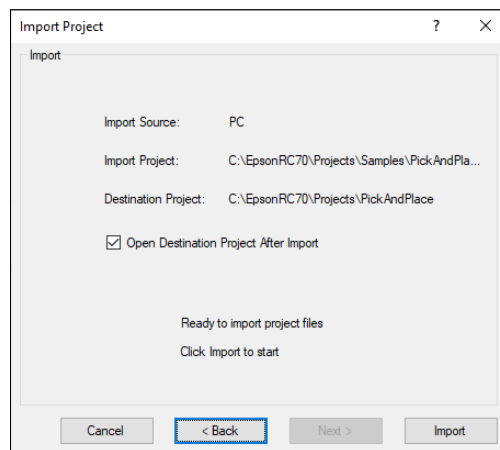 Import Project ? X
Import
Import Source: PC
Import Project: C:\EpsonRC70\Projects\Samples\PickAndPla...
Destination Project: C:\EpsonRC70\Projects\PickAndPlace
Open Destination Project After Import
Ready to import project files
Click Import to start
Cancel < Back Next > Import